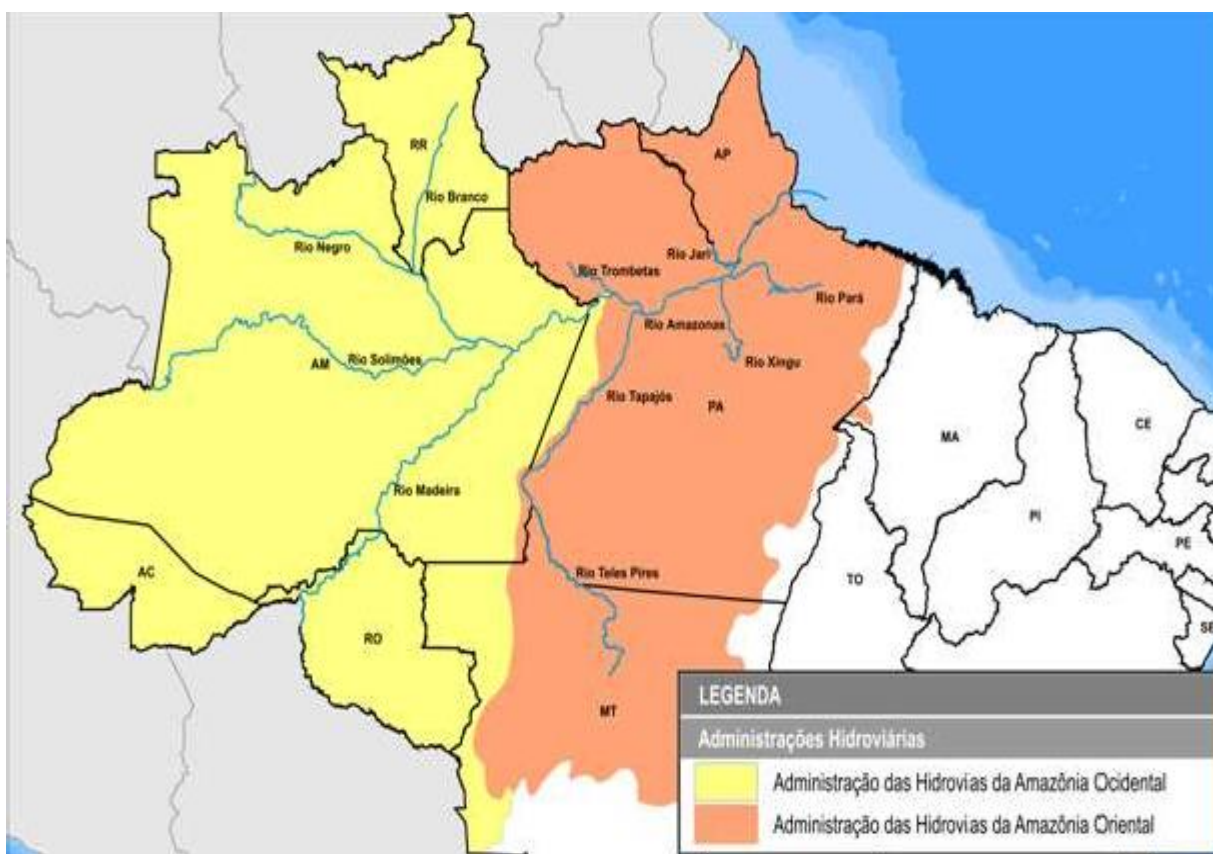 RR
AP
Rio Branco
Rio Negro
Rio Jari
Rio Trombetas
Rio Pará
Rio Amazonas
Rio Solimões
AM
Rio Xingu
Rio Tapajós
PA
CE
MA
Rio Madeira
PI
PE
AC
Rio Teles Pires
TO
RO
SE
MT
LEGENDA
Administrações Hidroviárias
Administração das Hidrovias da Amazônia Ocidental
Administração das Hidrovias da Amazônia Oriental